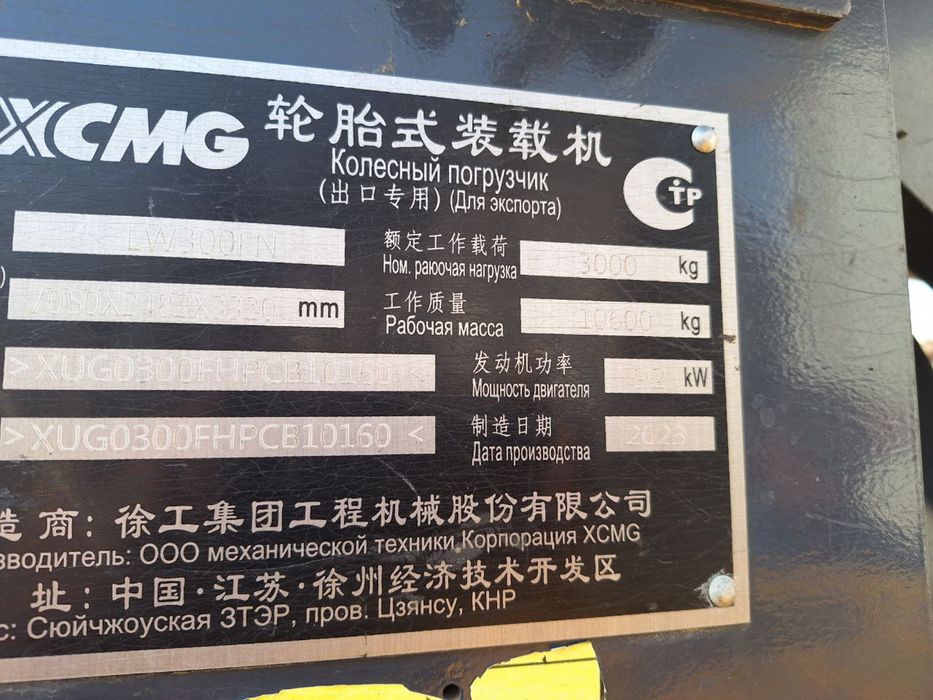 XCMG 轮胎式装载机
Колесный погрузчик
(出口专用) (Для экспорта)
СТР
LW300FN
额定工作载荷
Ном. раюочая нагрузка 3000 kg
7050X2482X3320 mm
工作质量
Рабочая масса 10600 kg
>XUG0300FHPCB10160<
发动机功率
Мощность двигателя kW
>XUG0300FHPCB10160<
制造日期
Дата производства 2023
造商: 徐工集团工程机械股份有限公司
зводитель: ООО механической техники Корпорация XCMG
址: 中国·江苏·徐州经济技术开发区
с: Сюйчжоуская ЗТЭР, пров. Цзянсу, КНР